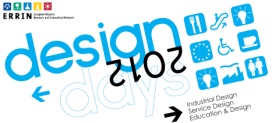 ERRIN
European Regions
Research and Innovation Network
design
2012
days
Industrial Design
Service Design
Education & Design